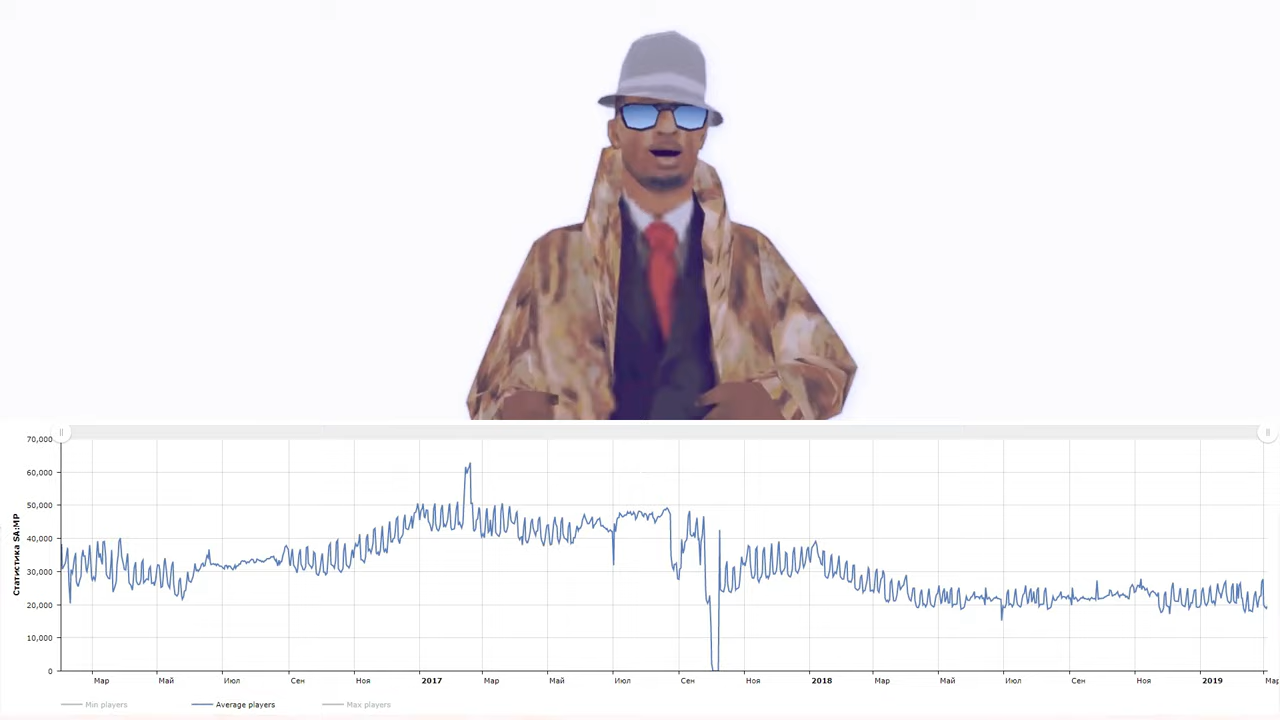 70,000
60,000
50,000
40,000
30,000
20,000
10,000
0
Статистика SA:MP
Мар Май Июл Сен Ноя 2017 Мар Май Июл Сен Ноя 2018 Мар Май Июл Сен Ноя 2019 Мар
Min players Average players Max players